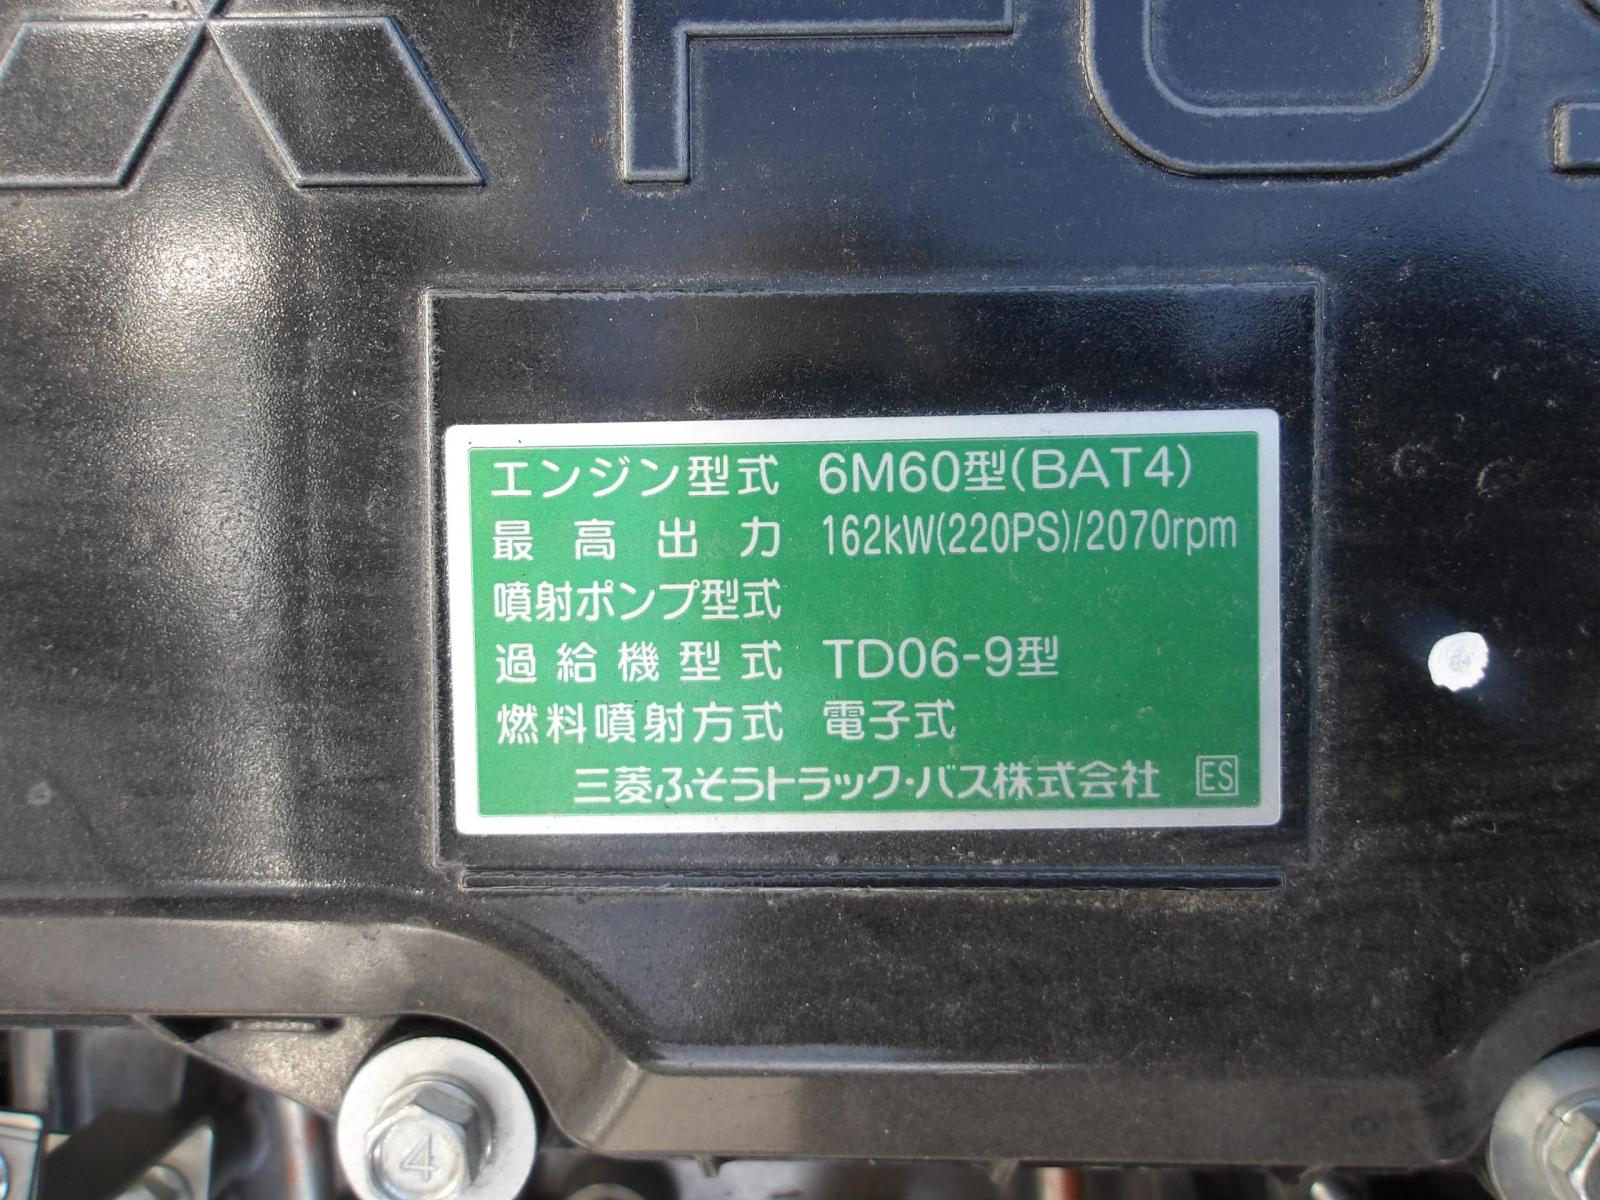 FUS
エンジン型式 6M60型(BAT4)
最高出力 162kW(220PS)/2070rpm
噴射ポンプ型式
過給機型式 TD06-9型
燃料噴射方式 電子式
三菱ふそうトラック・バス株式会社 ES
4